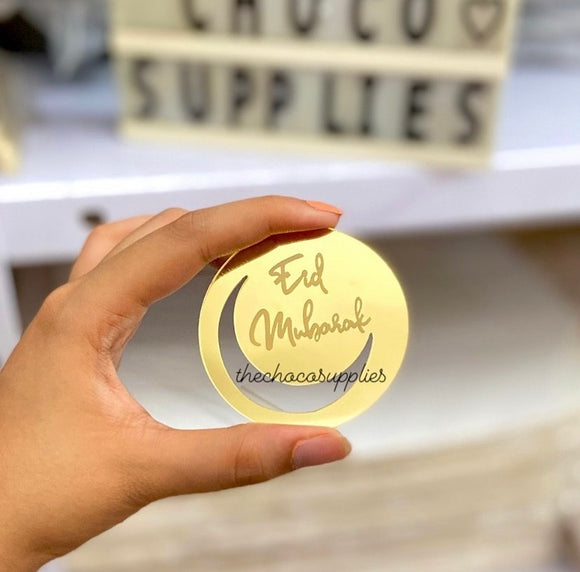 CHOCO ♡
SUPPLIES
Eid
Mubarak
thechocosupplies